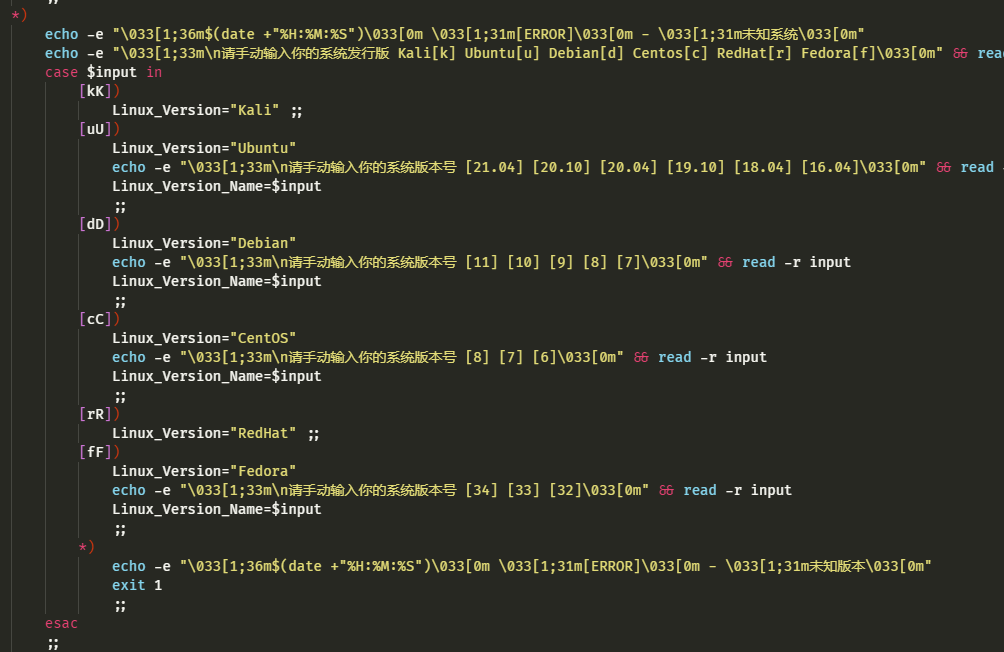 ;;
*)
echo -e "\033[1;36m$(date +"%H:%M:%S")\033[0m \033[1;31m[ERROR]\033[0m - \033[1;31m未知系统\033[0m"
echo -e "\033[1;33m\n请手动输入你的系统发行版 Kali[k] Ubuntu[u] Debian[d] Centos[c] RedHat[r] Fedora[f]\033[0m" && rea
case $input in
[kK])
Linux_Version="Kali" ;;
[uU])
Linux_Version="Ubuntu"
echo -e "\033[1;33m\n请手动输入你的系统版本号 [21.04] [20.10] [20.04] [19.10] [18.04] [16.04]\033[0m" && read -
Linux_Version_Name=$input
;;
[dD])
Linux_Version="Debian"
echo -e "\033[1;33m\n请手动输入你的系统版本号 [11] [10] [9] [8] [7]\033[0m" && read -r input
Linux_Version_Name=$input
;;
[cC])
Linux_Version="CentOS"
echo -e "\033[1;33m\n请手动输入你的系统版本号 [8] [7] [6]\033[0m" && read -r input
Linux_Version_Name=$input
;;
[rR])
Linux_Version="RedHat" ;;
[fF])
Linux_Version="Fedora"
echo -e "\033[1;33m\n请手动输入你的系统版本号 [34] [33] [32]\033[0m" && read -r input
Linux_Version_Name=$input
;;
*)
echo -e "\033[1;36m$(date +"%H:%M:%S")\033[0m \033[1;31m[ERROR]\033[0m - \033[1;31m未知版本\033[0m"
exit 1
;;
esac
;;